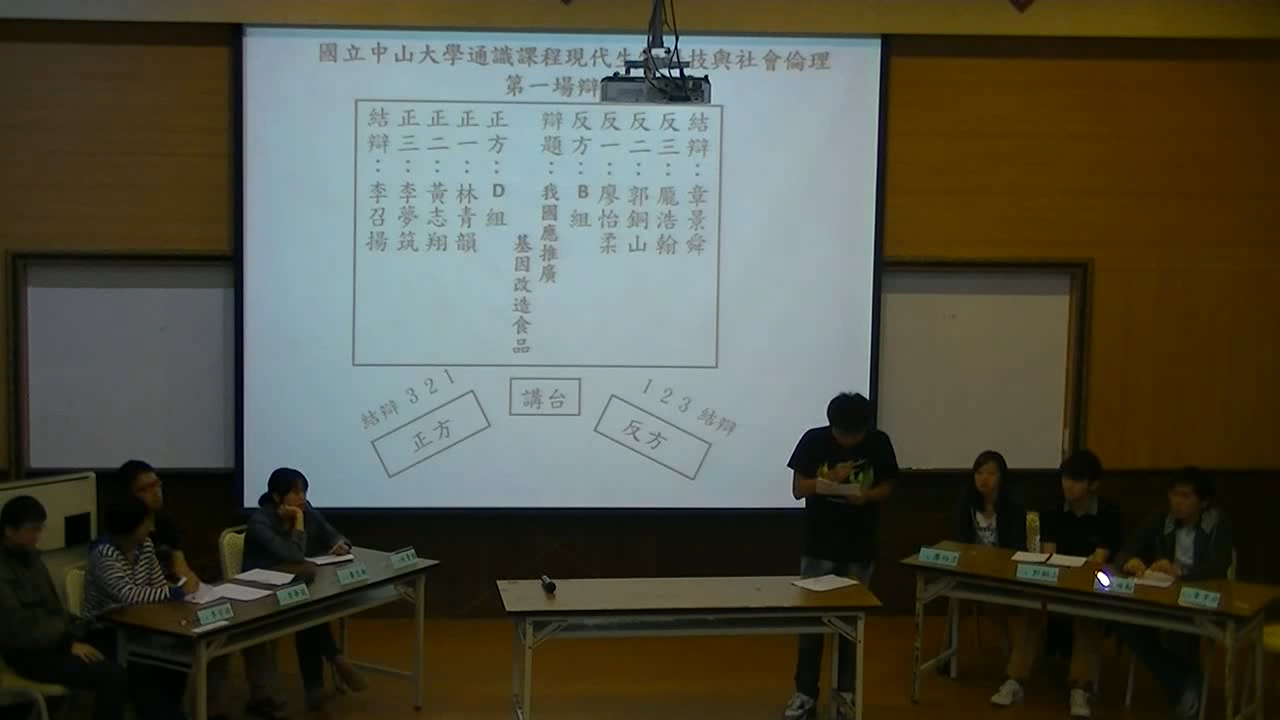 國立中山大學通識課程現代生 技與社會倫理
第一場辯
結辯：章景舜
反三：龐浩翰
反二：郭銅山
反一：廖怡柔
反方：B組
辯題：我國應推廣
基因改造食品
正方：D組
正一：林青韻
正二：黃志翔
正三：李夢筑
結辯：李召揚
講台
結辯 3 2 1
正方
1 2 3 結辯
反方